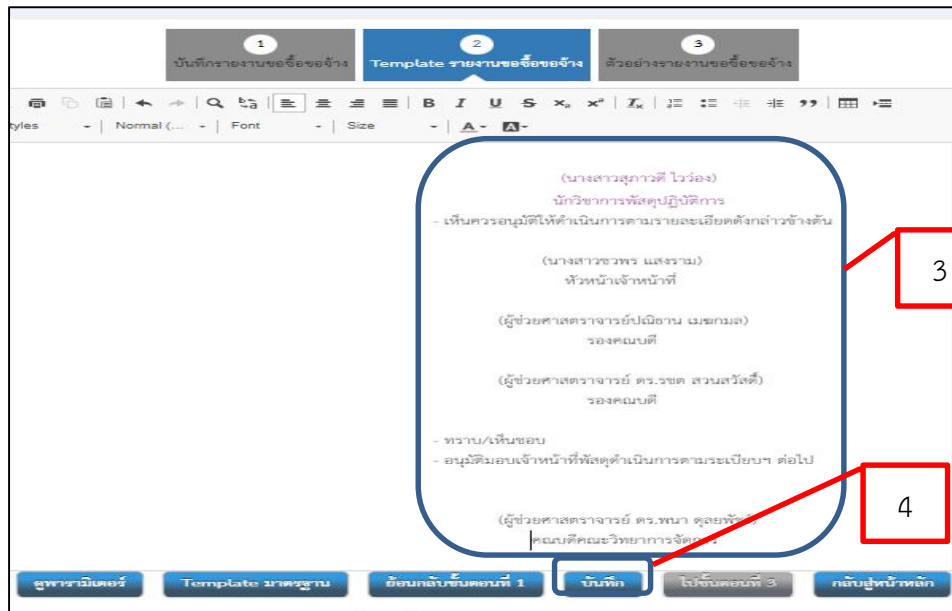 1
บันทึกรายงานขอซื้อขอจ้าง
2
Template รายงานขอซื้อขอจ้าง
3
ตัวอย่างรายงานขอซื้อขอจ้าง
B I U S x₂ x² Tx
tyles Normal (... Font Size A A
(นางสาวสุภาวดี ไวว่อง)
นักวิชาการพัสดุปฏิบัติการ
- เห็นควรอนุมัติให้ดำเนินการตามรายละเอียดดังกล่าวข้างต้น
(นางสาวชวพร แสงราม)
หัวหน้าเจ้าหน้าที่
3
(ผู้ช่วยศาสตราจารย์ปณิธาน เมฆกมล)
รองคณบดี
(ผู้ช่วยศาสตราจารย์ ดร.รชต สวนสวัสดิ์)
รองคณบดี
- ทราบ/เห็นชอบ
- อนุมัติมอบเจ้าหน้าที่พัสดุดำเนินการตามระเบียบฯ ต่อไป
4
(ผู้ช่วยศาสตราจารย์ ดร.พนา
คณบดีคณะวิทยาการจัดการ
ดูพารามิเตอร์ Template มาตรฐาน ย้อนกลับขั้นตอนที่ 1 บันทึก ไปขั้นตอนที่ 3 กลับสู่หน้าหลัก